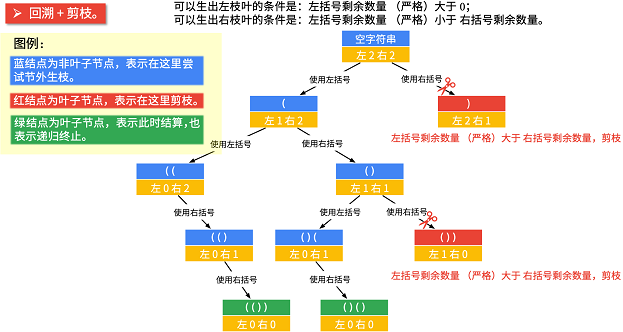 ➢ 回溯 + 剪枝。
可以生出左枝叶的条件是：左括号剩余数量 （严格）大于 0；
可以生出右枝叶的条件是：左括号剩余数量 （严格）小于 右括号剩余数量。
图例：
蓝结点为非叶子节点，表示在这里尝
试节外生枝。
红结点为叶子节点，表示在这里剪枝。
绿结点为叶子节点，表示此时结算，也
表示递归终止。
空字符串
左 2 右 2
使用左括号
使用右括号
(
左 1 右 2
)
左 2 右 1
左括号剩余数量 （严格）大于 右括号剩余数量，剪枝
使用左括号
使用右括号
( (
左 0 右 2
( )
左 1 右 1
使用右括号
使用左括号
使用右括号
( ( )
左 0 右 1
( ) (
左 0 右 1
( ) )
左 1 右 0
左括号剩余数量 （严格）大于 右括号剩余数量，剪枝
使用右括号
使用右括号
( ( ) )
左 0 右 0
( ) ( )
左 0 右 0